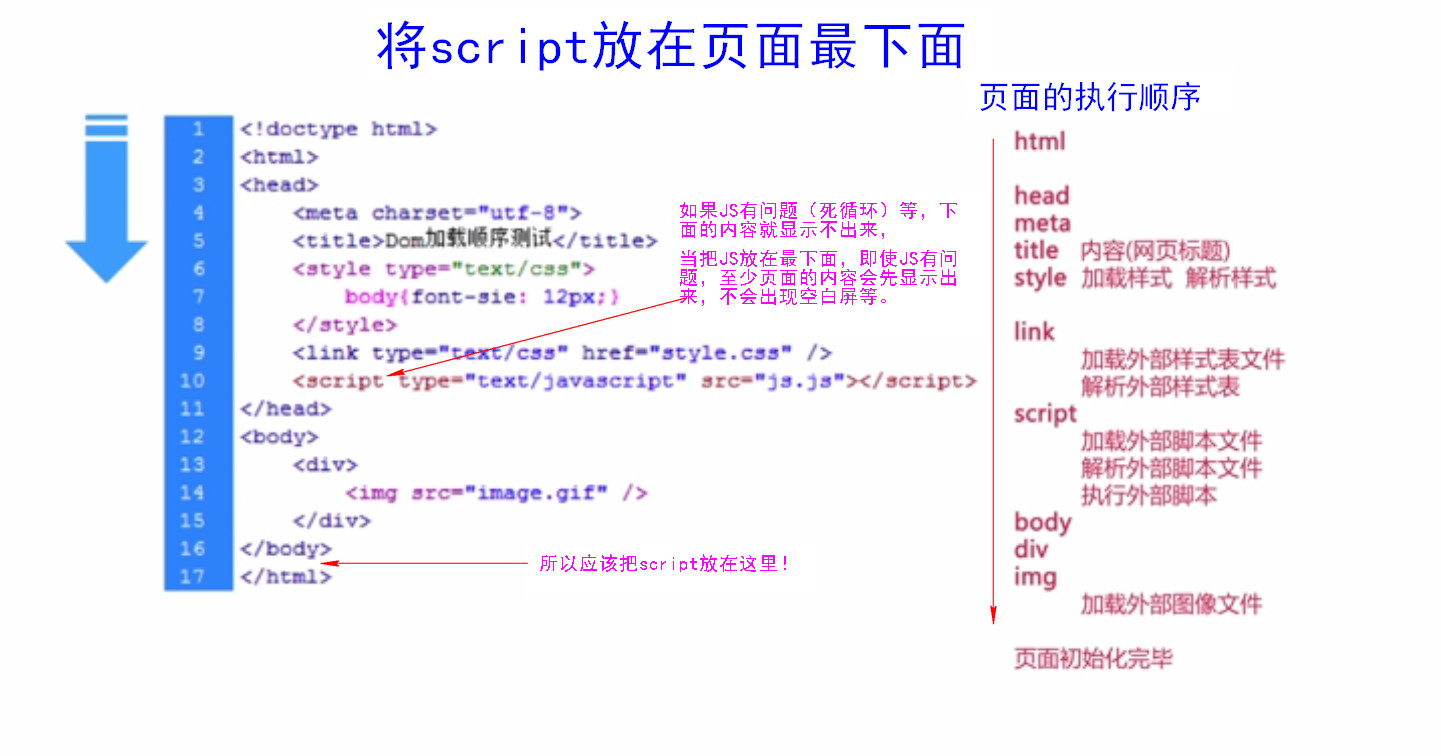 将script放在页面最下面
页面的执行顺序
1 <!doctype html>
2 <html>
3 <head>
4 <meta charset="utf-8">
5 <title>Dom加载顺序测试</title>
6 <style type="text/css">
7 body{font-sie: 12px;}
8 </style>
9 <link type="text/css" href="style.css" />
10 <script type="text/javascript" src="js.js"></script>
11 </head>
12 <body>
13 <div>
14 <img src="image.gif" />
15 </div>
16 </body>
17 </html>
如果JS有问题（死循环）等，下
面的内容就显示不出来，
当把JS放在最下面，即使JS有问
题，至少页面的内容会先显示出
来，不会出现空白屏等。
所以应该把script放在这里！
html
head
meta
title 内容(网页标题)
style 加载样式 解析样式
link
加载外部样式表文件
解析外部样式表
script
加载外部脚本文件
解析外部脚本文件
执行外部脚本
body
div
img
加载外部图像文件
页面初始化完毕